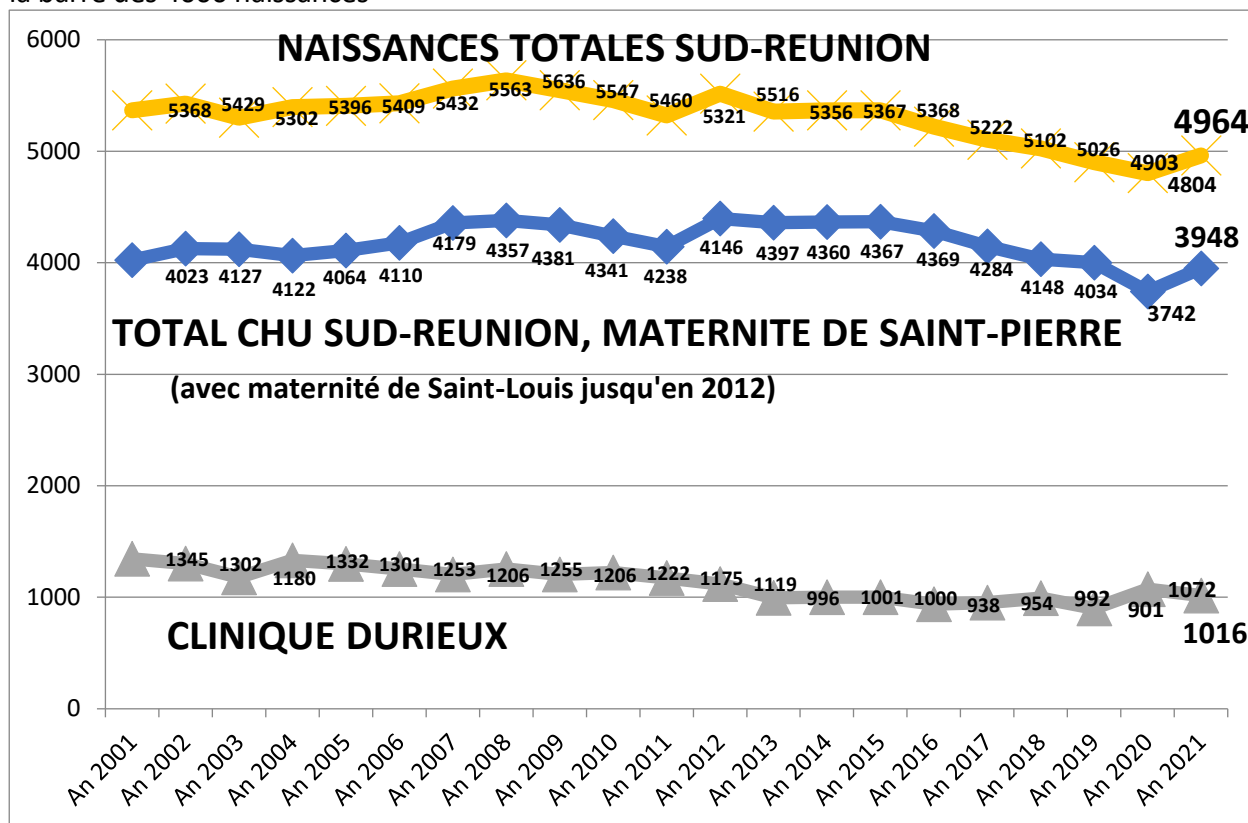 la barre des 4000 naissances
6000
NAISSANCES TOTALES SUD-REUNION
5368 5429 5302 5396 5409 5432 5563 5636 5547 5460 5321 5516 5356 5367 5368 5222 5102 5026 4903 4804 4964
5000
4023 4127 4122 4064 4110 4179 4357 4381 4341 4238 4146 4397 4360 4367 4369 4284 4148 4034 3742 3948
4000
TOTAL CHU SUD-REUNION, MATERNITE DE SAINT-PIERRE
(avec maternité de Saint-Louis jusqu'en 2012)
3000
2000
1345 1302 1180 1332 1301 1253 1206 1255 1206 1222 1175 1119 996 1001 1000 938 954 992 901 1072 1016
1000
CLINIQUE DURIEUX
0
An 2001 An 2002 An 2003 An 2004 An 2005 An 2006 An 2007 An 2008 An 2009 An 2010 An 2011 An 2012 An 2013 An 2014 An 2015 An 2016 An 2017 An 2018 An 2019 An 2020 An 2021